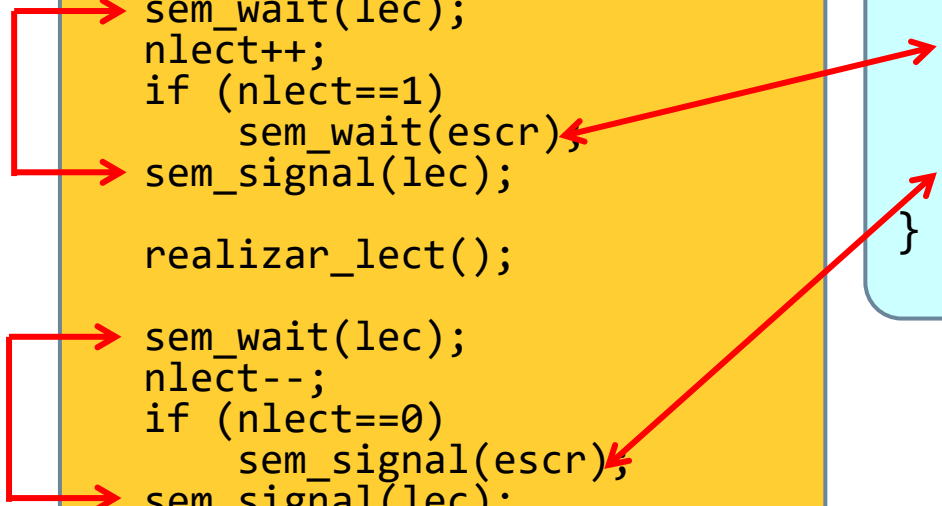 sem_wait(lec);
nlect++;
if (nlect==1)
sem_wait(escr);
sem_signal(lec);
realizar_lect();
sem_wait(lec);
nlect--;
if (nlect==0)
sem_signal(escr);
sem_signal(lec);
}